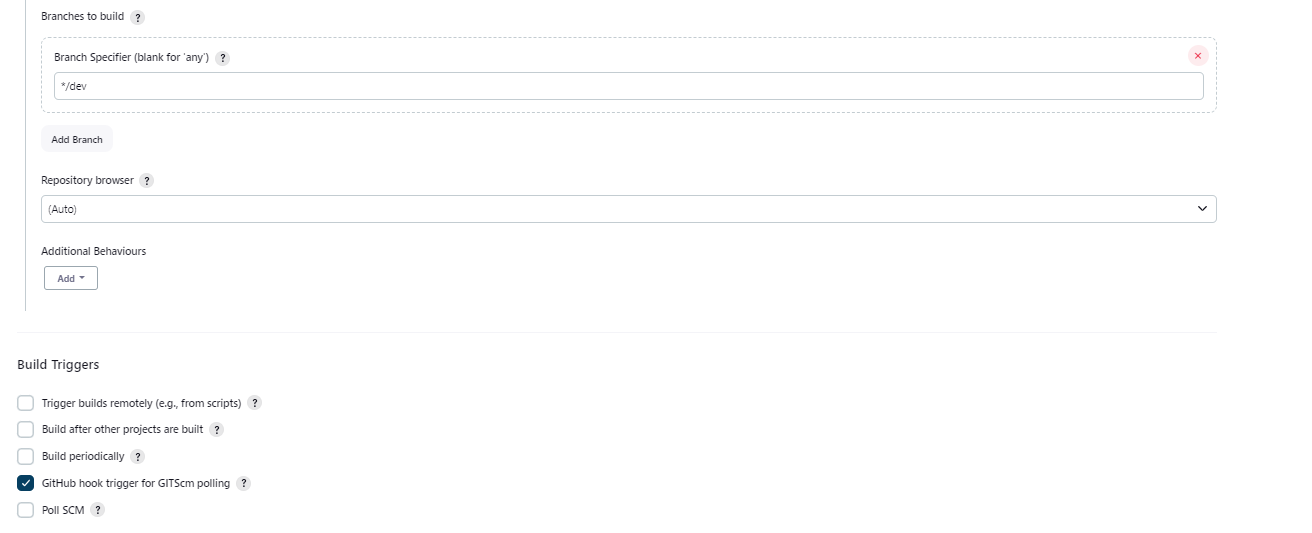 Branches to build ?
Branch Specifier (blank for 'any') ?
*/dev
Add Branch
Repository browser ?
(Auto)
Additional Behaviours
Add
Build Triggers
Trigger builds remotely (e.g., from scripts) ?
Build after other projects are built ?
Build periodically ?
GitHub hook trigger for GITScm polling ?
Poll SCM ?